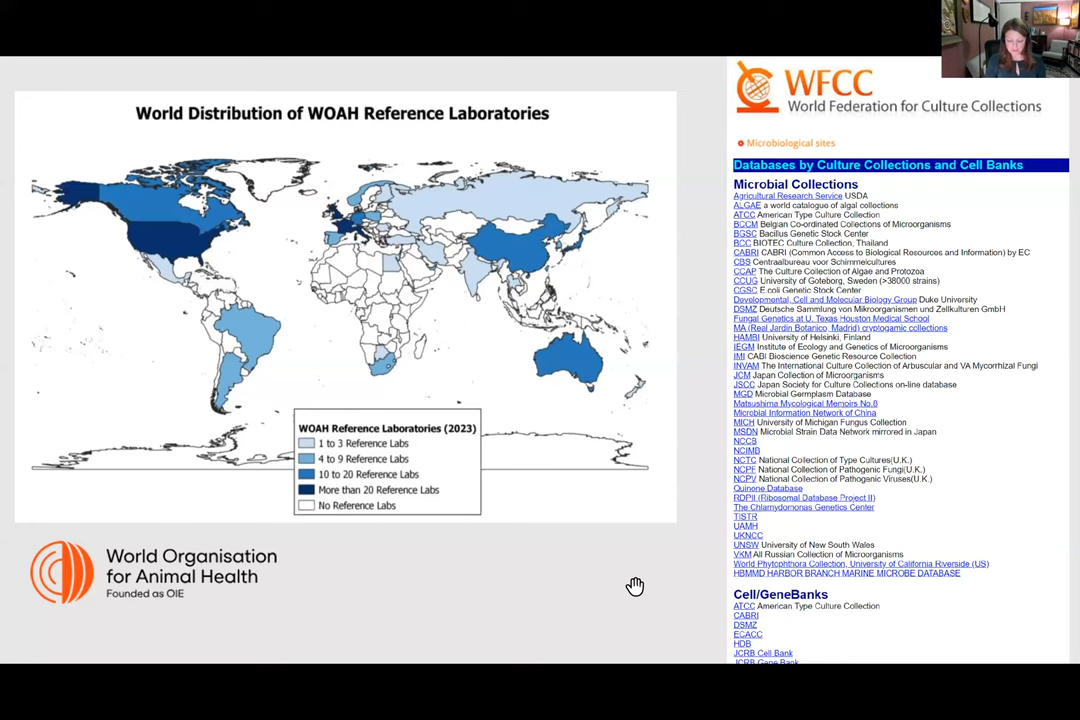 World Distribution of WOAH Reference Laboratories
WOAH Reference Laboratories (2023)
1 to 3 Reference Labs
4 to 9 Reference Labs
10 to 20 Reference Labs
More than 20 Reference Labs
No Reference Labs
World Organisation
for Animal Health
Founded as OIE
WFCC
World Federation for Culture Collections
Microbiological sites
Databases by Culture Collections and Cell Banks
Microbial Collections
Agricultural Research Service USDA
ALGAE a world catalogue of algal collections
ATCC American Type Culture Collection
BCCM Belgian Co-ordinated Collections of Microorganisms
BGSC Bacillus Genetic Stock Center
BCC BIOTEC Culture Collection, Thailand
CABRI CABRI (Common Access to Biological Resources and Information) by EC
CBS Centraalbureau voor Schimmelcultures
CCAP The Culture Collection of Algae and Protozoa
CCUG University of Goteborg, Sweden (>38000 strains)
CGSC E.coli Genetic Stock Center
Developmental, Cell and Molecular Biology Group Duke University
DSMZ Deutsche Sammlung von Mikroorganismen und Zellkulturen GmbH
Fungal Genetics at U. Texas Houston Medical School
MA (Real Jardin Botanico, Madrid) cryptogamic collections
HAMBI University of Helsinki, Finland
IEGM Institute of Ecology and Genetics of Microorganisms
IMI CABI Bioscience Genetic Resource Collection
INVAM The International Culture Collection of Arbuscular and VA Mycorrhizal Fungi
JCM Japan Collection of Microorganisms
JSCC Japan Society for Culture Collections on-line database
MGD Microbial Germplasm Database
Matsushima Mycological Memoirs No.8
Microbial Information Network of China
MICH University of Michigan Fungus Collection
MSDN Microbial Strain Data Network mirrored in Japan
NCCB
NCIMB
NCTC National Collection of Type Cultures(U.K.)
NCPF National Collection of Pathogenic Fungi(U.K.)
NCPV National Collection of Pathogenic Viruses(U.K.)
Quinone Database
RDPII (Ribosomal Database Project II)
The Chlamydomonas Genetics Center
TISTR
UAMH
UKNCC
UNSW University of New South Wales
VKM All Russian Collection of Microorganisms
World Phytophthora Collection, University of California Riverside (US)
HBMMD HARBOR BRANCH MARINE MICROBE DATABASE
Cell/GeneBanks
ATCC American Type Culture Collection
CABRI
DSMZ
ECACC
HDB
JCRB Cell Bank
JCRB Gene Bank